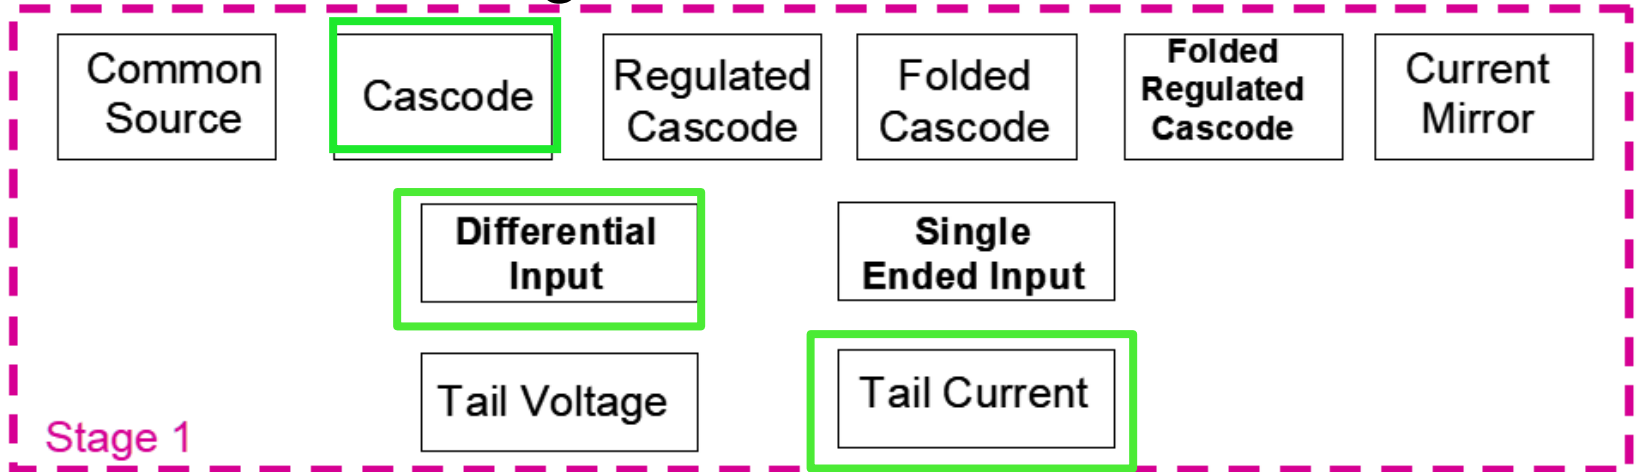 Common
Source
Cascode
Regulated
Cascode
Folded
Cascode
Folded
Regulated
Cascode
Current
Mirror
Differential
Input
Single
Ended Input
Tail Voltage
Tail Current
Stage 1